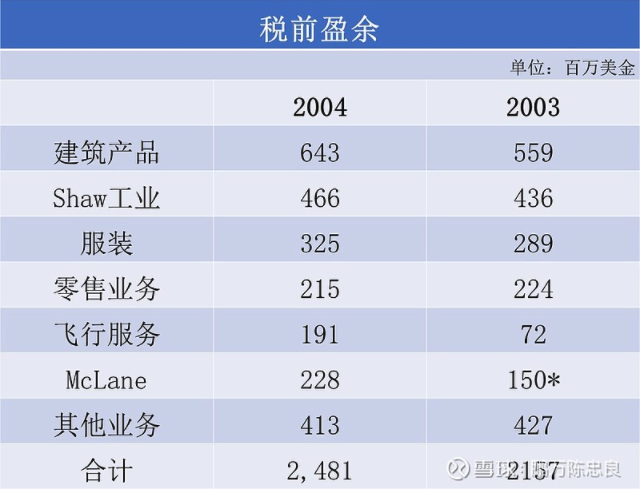 税前盈余
单位：百万美金
2004 2003
建筑产品 643 559
Shaw工业 466 436
服装 325 289
零售业务 215 224
飞行服务 191 72
McLane 228 150*
其他业务 413 427
合计 2,481 2157
雪球 陈忠良